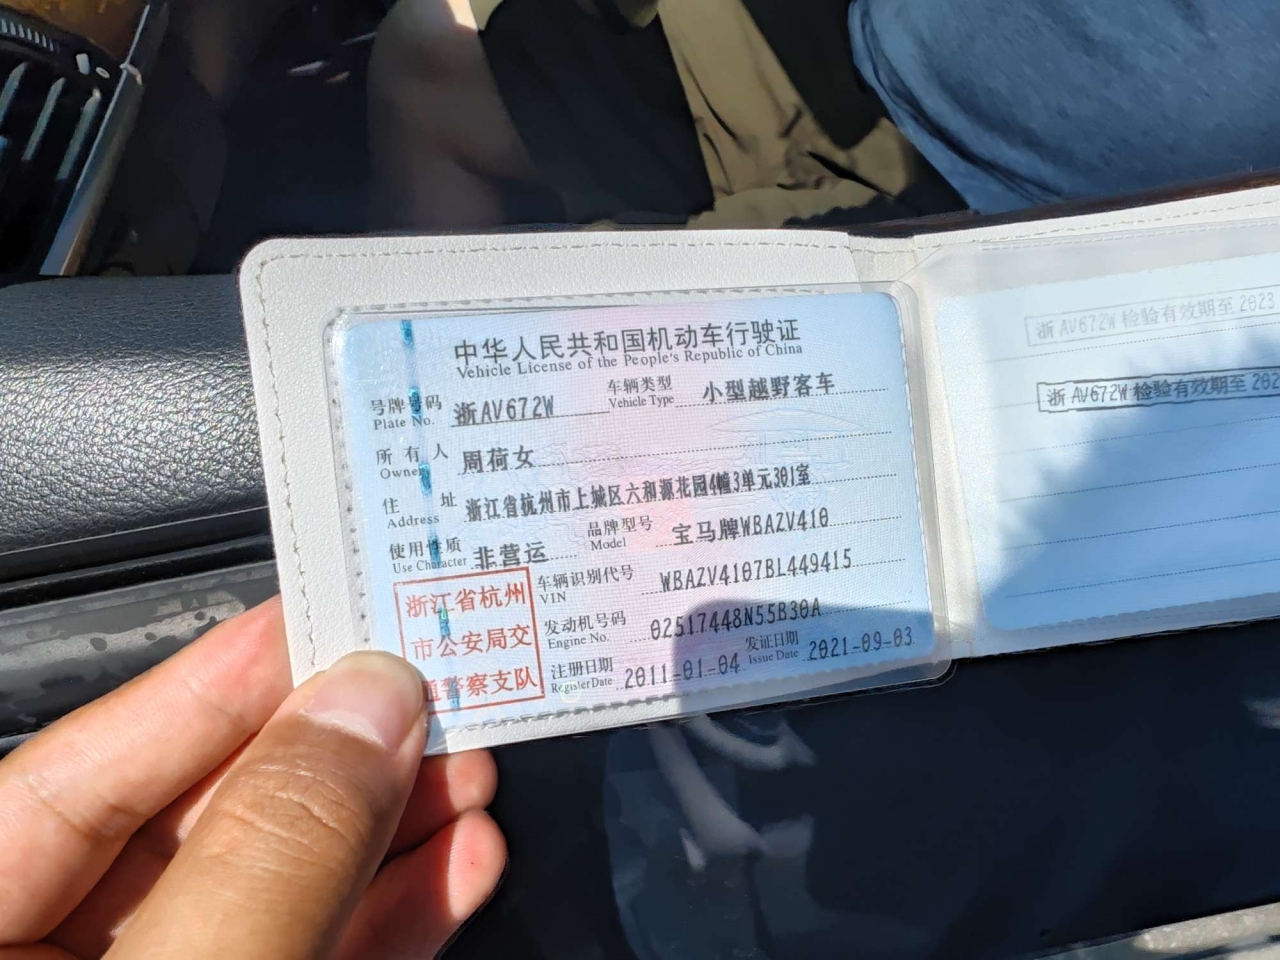 中华人民共和国机动车行驶证
Vehicle License of the People's Republic of China
号牌号码 浙AV672W 车辆类型 小型越野客车
Plate No. Vehicle Type
所有人 周荷女
Owner
住址 浙江省杭州市上城区六和源花园4幢3单元301室
Address
使用性质 非营运 品牌型号 宝马牌WBAZV410
Use Character Model
浙江省杭州
市公安局交
通警察支队
车辆识别代号 WBAZV4107BL449415
VIN
发动机号码 02517448N55B30A
Engine No.
注册日期 2011-01-04 发证日期 2021-09-03
Register Date Issue Date
浙AV672W检验有效期至2023
浙AV672W检验有效期至202